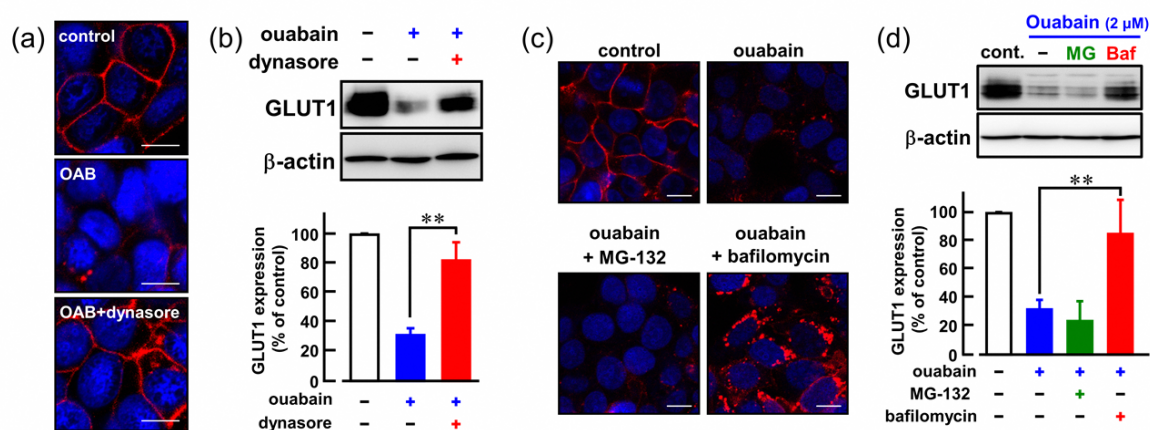 (a)
control
OAB
OAB+dynasore
(b)
ouabain − + +
dynasore +
GLUT1
β-actin
GLUT1 expression
(% of control)
100
80
60
40
20
0
**
ouabain − + +
dynasore − − +
(c)
control ouabain
ouabain ouabain
+ MG-132 + bafilomycin
(d)
Ouabain (2 μM)
cont. − MG Baf
GLUT1
β-actin
GLUT1 expression
(% of control)
100
80
60
40
20
0
**
ouabain − + + +
MG-132 − − + −
bafilomycin − − − +